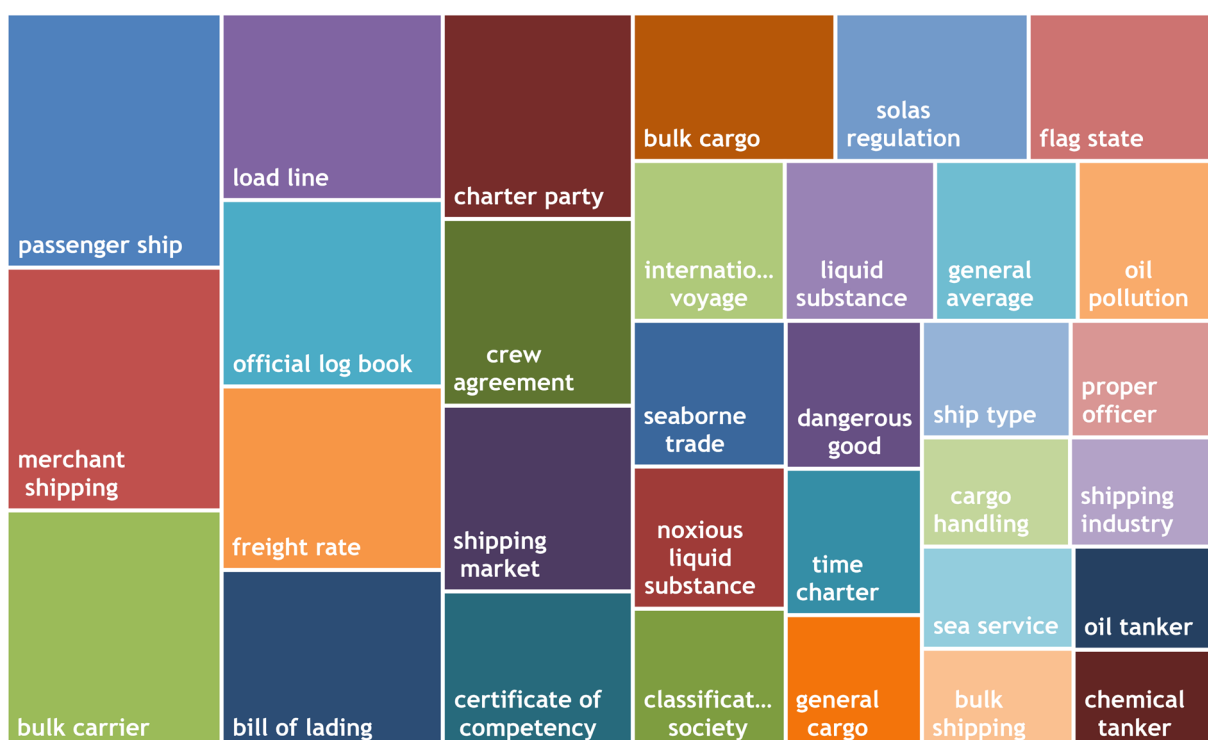 passenger ship
merchant
shipping
bulk carrier
load line
official log book
freight rate
bill of lading
charter party
crew
agreement
shipping
market
certificate of
competency
bulk cargo
solas
regulation
flag state
internatio...
voyage
liquid
substance
general
average
oil
pollution
seaborne
trade
noxious
liquid
substance
classificat...
society
dangerous
good
time
charter
general
cargo
ship type
proper
officer
cargo
handling
shipping
industry
sea service
oil tanker
bulk
shipping
chemical
tanker